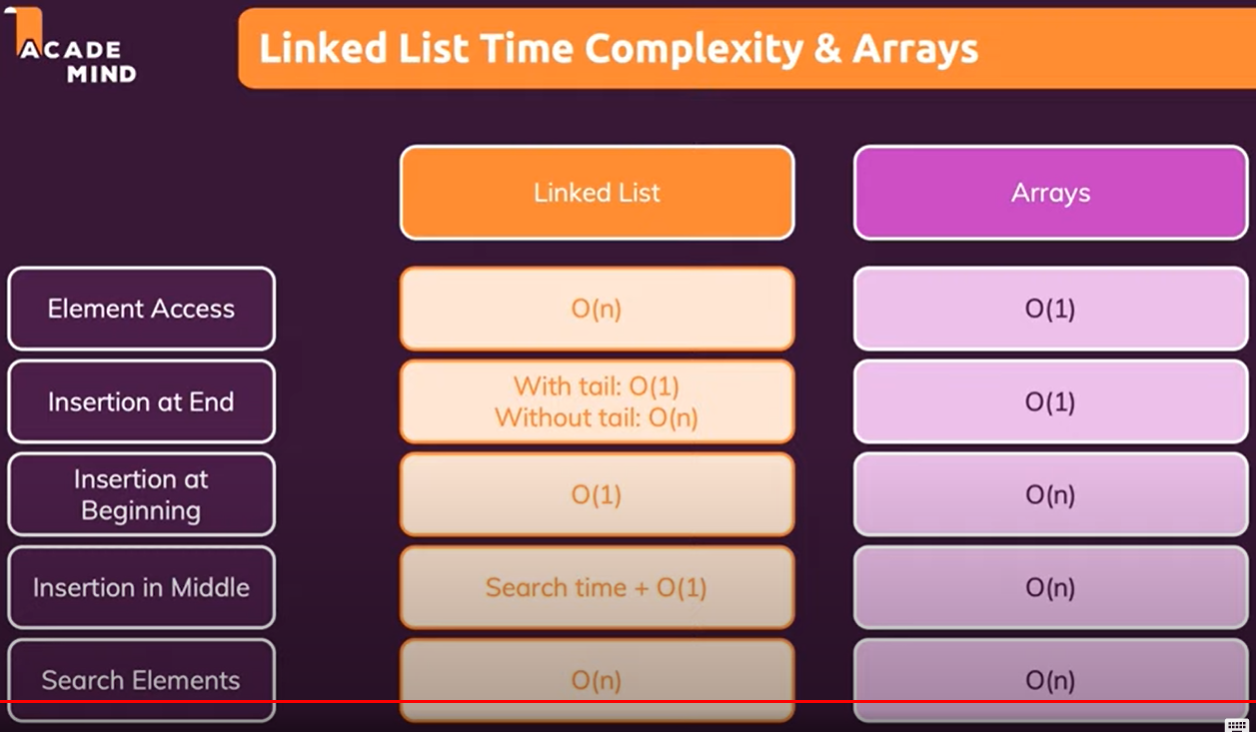 ACADE
MIND
Linked List Time Complexity & Arrays
Linked List
Arrays
Element Access
O(n)
O(1)
Insertion at End
With tail: O(1)
Without tail: O(n)
O(1)
Insertion at
Beginning
O(1)
O(n)
Insertion in Middle
Search time + O(1)
O(n)
Search Elements
O(n)
O(n)